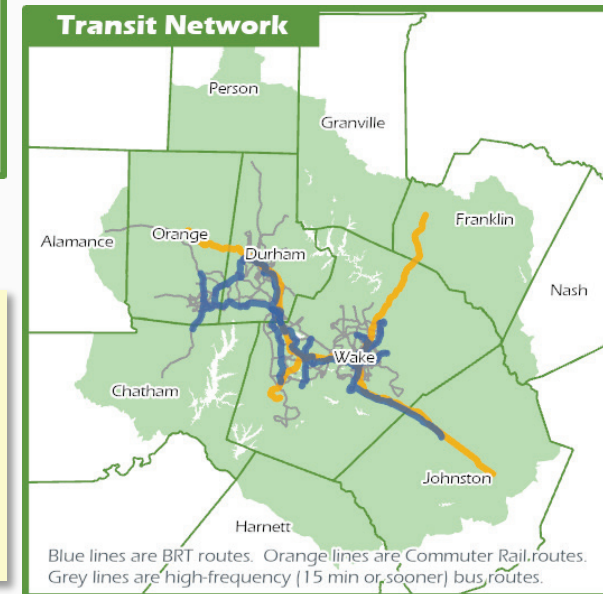 Transit Network
Person
Granville
Franklin
Orange
Alamance
Durham
Nash
Wake
Chatham
Johnston
Harnett
Blue lines are BRT routes. Orange lines are Commuter Rail routes.
Grey lines are high-frequency (15 min or sooner) bus routes.